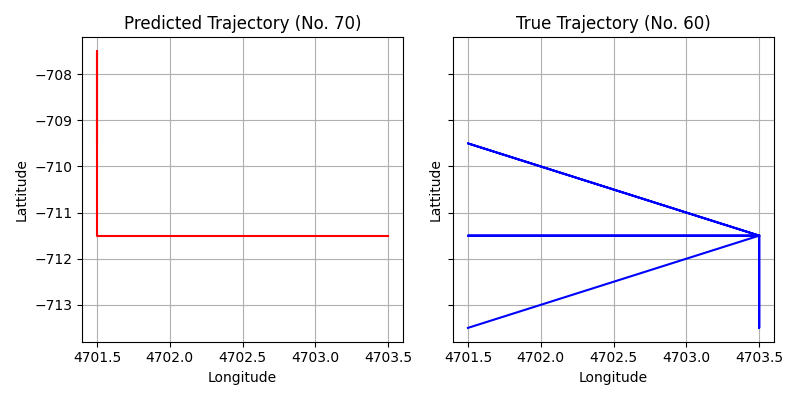 Predicted Trajectory (No. 70)
True Trajectory (No. 60)
−708
−709
−710
−711
−712
−713
Lattitude
Lattitude
4701.5 4702.0 4702.5 4703.0 4703.5
4701.5 4702.0 4702.5 4703.0 4703.5
Longitude
Longitude